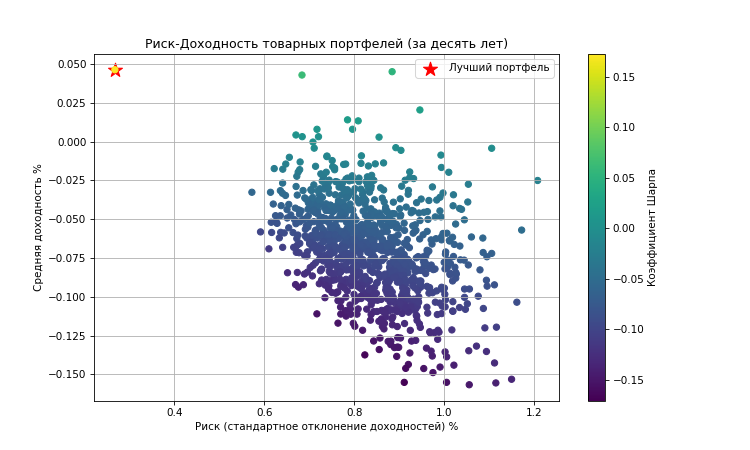 Риск-Доходность товарных портфелей (за десять лет)
Лучший портфель
Средняя доходность %
0.050
0.025
0.000
−0.025
−0.050
−0.075
−0.100
−0.125
−0.150
0.4 0.6 0.8 1.0 1.2
Риск (стандартное отклонение доходностей) %
0.15
0.10
0.05
0.00
−0.05
−0.10
−0.15
Коэффициент Шарпа